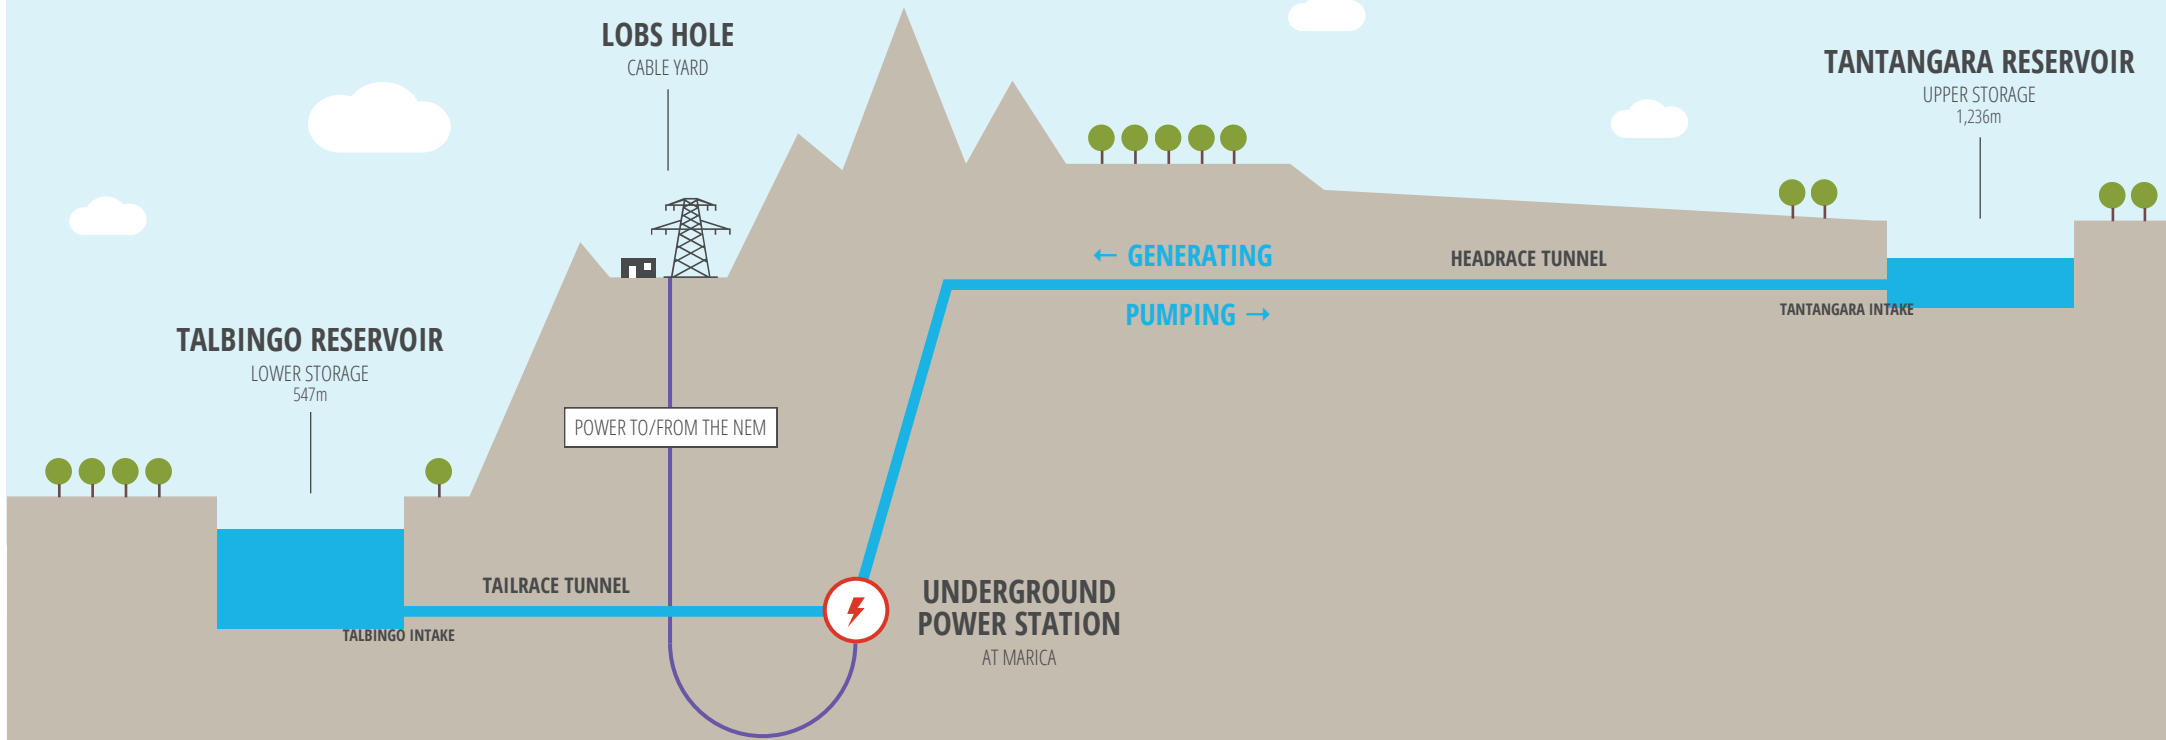 LOBS HOLE
CABLE YARD
TANTANGARA RESERVOIR
UPPER STORAGE
1,236m
← GENERATING
HEADRACE TUNNEL
PUMPING →
TANTANGARA INTAKE
TALBINGO RESERVOIR
LOWER STORAGE
547m
POWER TO/FROM THE NEM
TAILRACE TUNNEL
TALBINGO INTAKE
UNDERGROUND
POWER STATION
AT MARICA